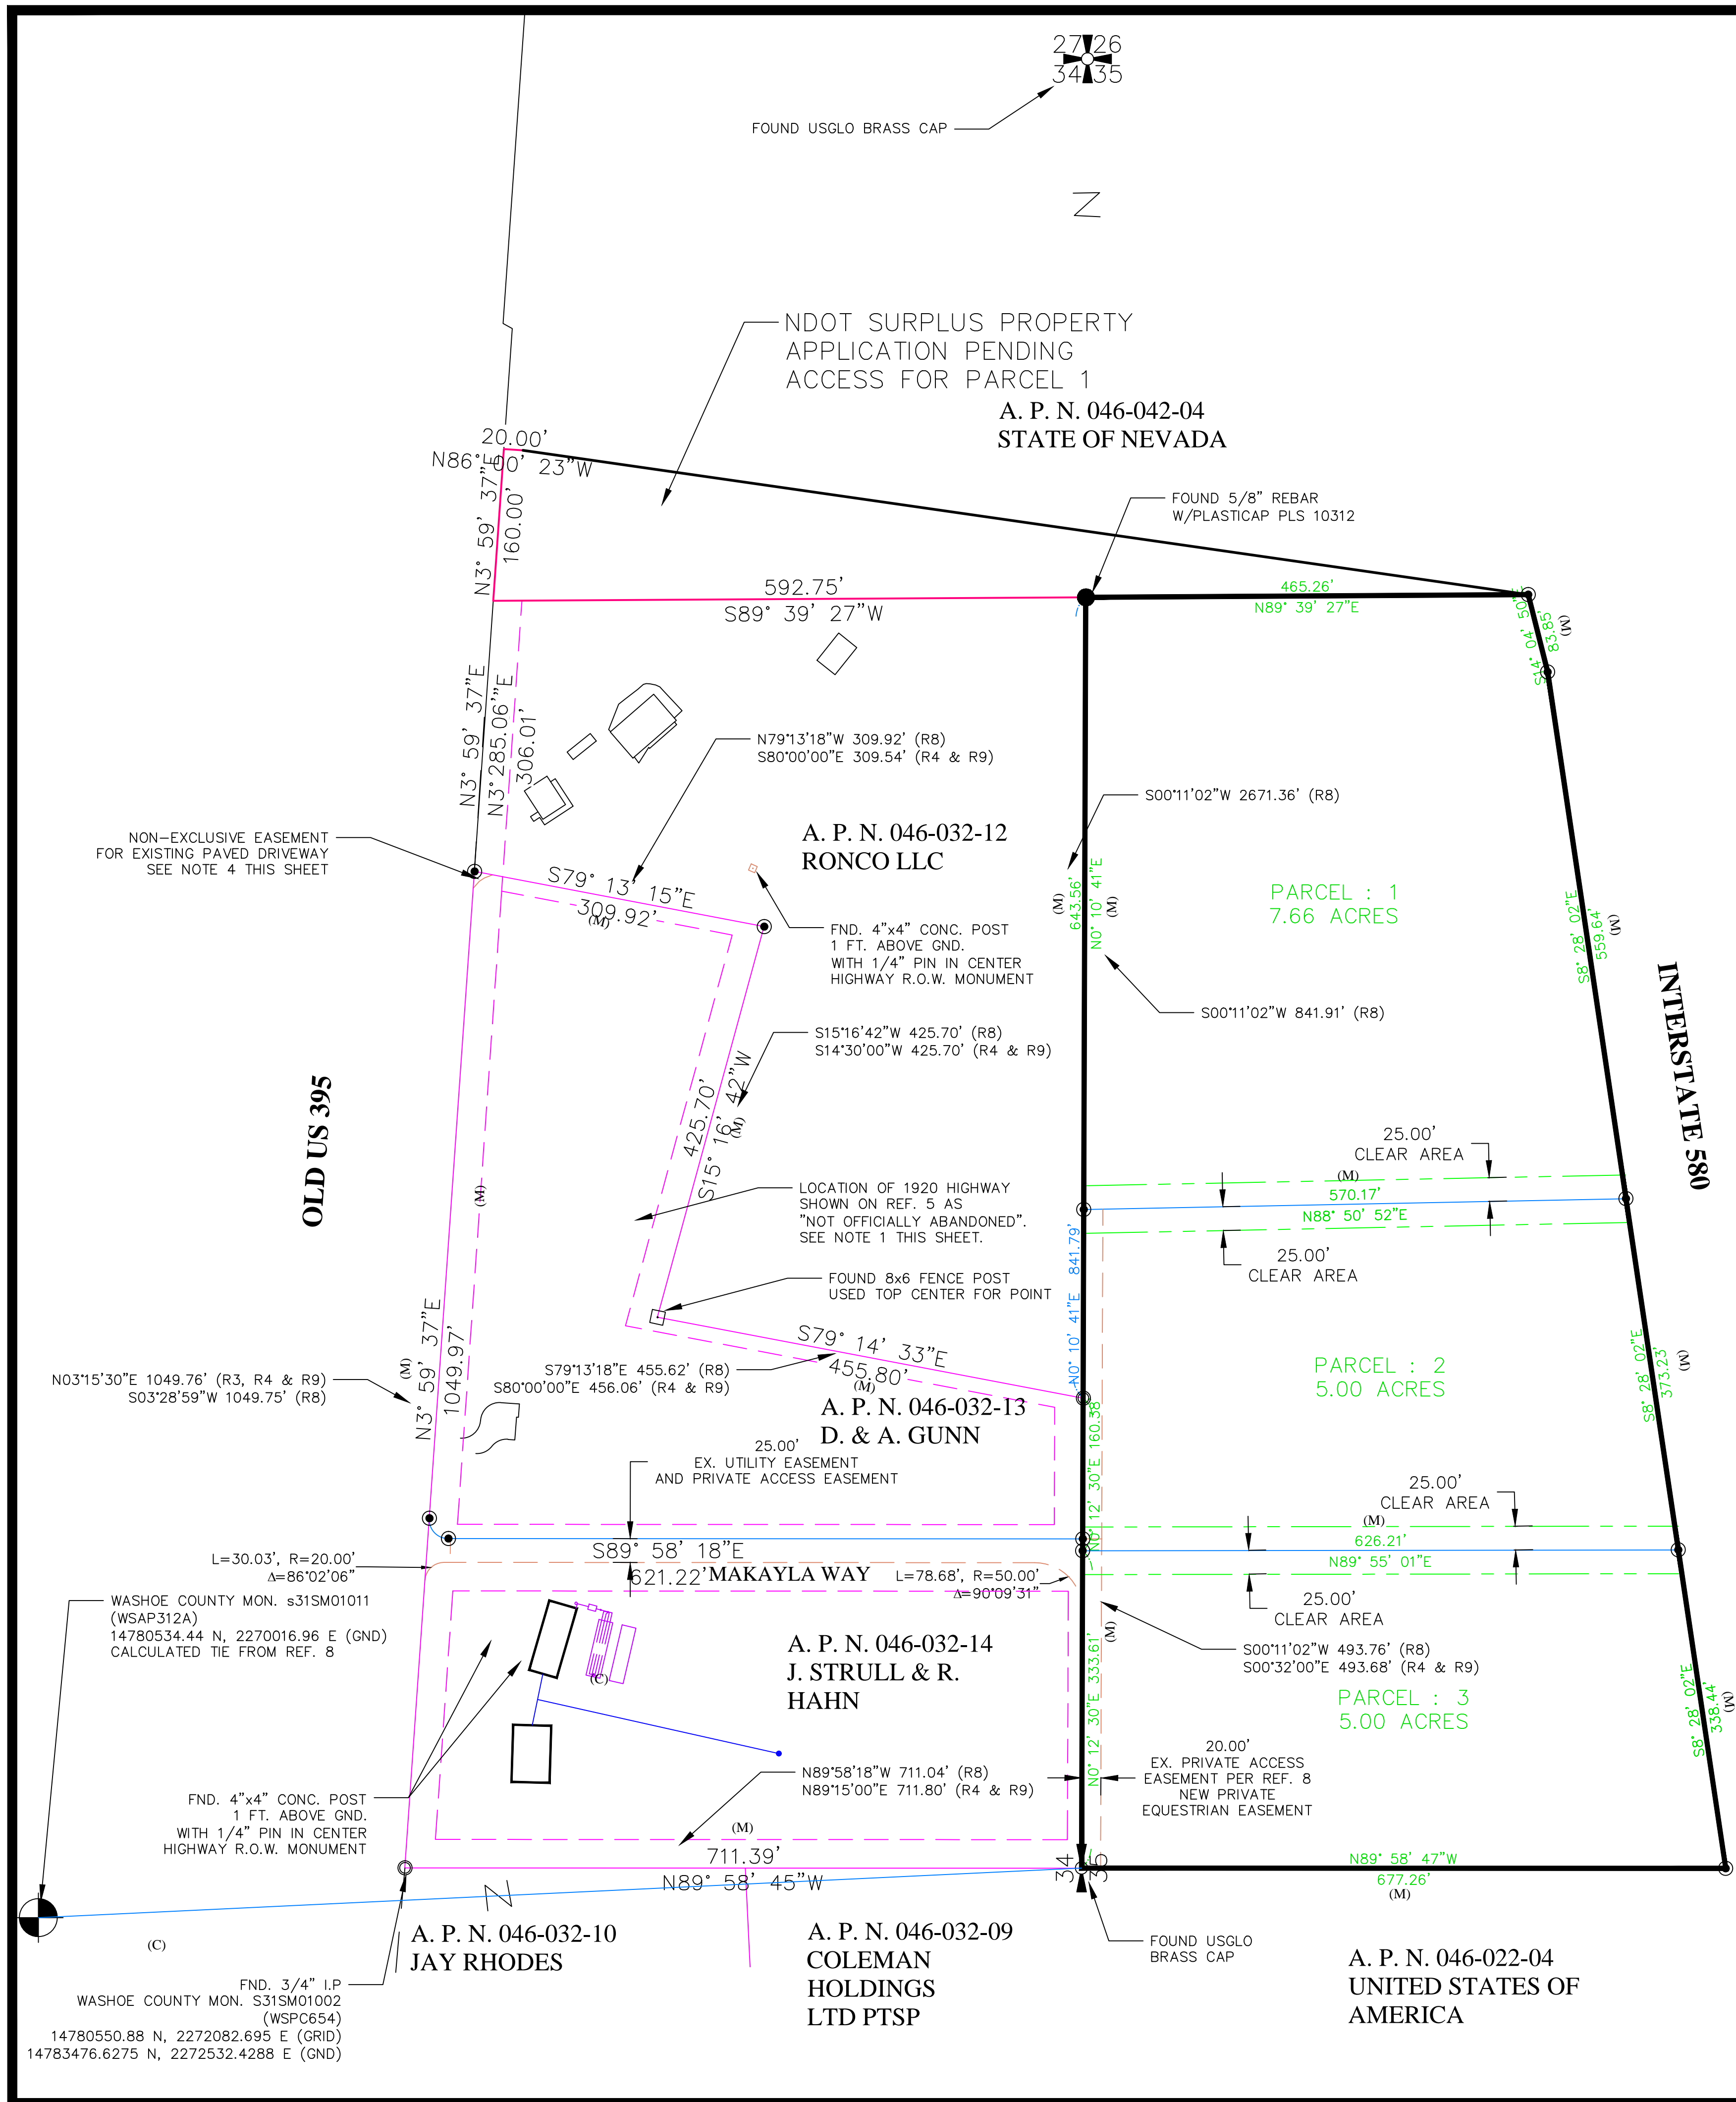 27 26
34 35
FOUND USGLO BRASS CAP
N
NDOT SURPLUS PROPERTY
APPLICATION PENDING
ACCESS FOR PARCEL 1
A. P. N. 046-042-04
STATE OF NEVADA
20.00'
N86° 00' 23"W
N3° 59' 37"E
160.00'
FOUND 5/8" REBAR
W/PLASTICAP PLS 10312
592.75'
S89° 39' 27"W
465.26'
N89° 39' 27"E
S14° 04' 50"E
83.85'
(M)
N3° 59' 37"E
N3° 285.06'"E
306.01'
N79°13'18"W 309.92' (R8)
S80°00'00"E 309.54' (R4 & R9)
S00°11'02"W 2671.36' (R8)
NON-EXCLUSIVE EASEMENT
FOR EXISTING PAVED DRIVEWAY
SEE NOTE 4 THIS SHEET
A. P. N. 046-032-12
RONCO LLC
S79° 13' 15"E
309.92'
(M)
(M)
643.56'
N0° 10' 41"E
(M)
PARCEL : 1
7.66 ACRES
S8° 28' 02"E
559.64'
(M)
FND. 4"x4" CONC. POST
1 FT. ABOVE GND.
WITH 1/4" PIN IN CENTER
HIGHWAY R.O.W. MONUMENT
INTERSTATE 580
S00°11'02"W 841.91' (R8)
S15°16'42"W 425.70' (R8)
S14°30'00"W 425.70' (R4 & R9)
425.70'
S15° 16' 42"W
(M)
OLD US 395
25.00'
CLEAR AREA
(M)
570.17'
N88° 50' 52"E
(M)
LOCATION OF 1920 HIGHWAY
SHOWN ON REF. 5 AS
"NOT OFFICIALLY ABANDONED".
SEE NOTE 1 THIS SHEET.
25.00'
CLEAR AREA
N0° 10' 41"E 841.79'
FOUND 8x6 FENCE POST
USED TOP CENTER FOR POINT
S79° 14' 33"E
455.80'
(M)
S79°13'18"E 455.62' (R8)
S80°00'00"E 456.06' (R4 & R9)
PARCEL : 2
5.00 ACRES
S8° 28' 02"E
373.23'
(M)
N03°15'30"E 1049.76' (R3, R4 & R9)
S03°28'59"W 1049.75' (R8)
(M)
N3° 59' 37"E
1049.97'
A. P. N. 046-032-13
D. & A. GUNN
25.00'
EX. UTILITY EASEMENT
AND PRIVATE ACCESS EASEMENT
N0° 12' 30"E 160.38'
25.00'
CLEAR AREA
(M)
626.21'
N89° 55' 01"E
S89° 58' 18"E
621.22'
MAKAYLA WAY
L=30.03', R=20.00'
Δ=86°02'06"
L=78.68', R=50.00'
Δ=90°09'31"
25.00'
CLEAR AREA
WASHOE COUNTY MON. s31SM01011
(WSAP312A)
14780534.44 N, 2270016.96 E (GND)
CALCULATED TIE FROM REF. 8
A. P. N. 046-032-14
J. STRULL & R.
HAHN
(C)
(M)
S00°11'02"W 493.76' (R8)
S00°32'00"E 493.68' (R4 & R9)
PARCEL : 3
5.00 ACRES
S8° 28' 02"E
338.44'
(M)
N0° 12' 30"E 333.61'
20.00'
EX. PRIVATE ACCESS
EASEMENT PER REF. 8
NEW PRIVATE
EQUESTRIAN EASEMENT
N89°58'18"W 711.04' (R8)
N89°15'00"E 711.80' (R4 & R9)
FND. 4"x4" CONC. POST
1 FT. ABOVE GND.
WITH 1/4" PIN IN CENTER
HIGHWAY R.O.W. MONUMENT
(M)
711.39'
N89° 58' 45"W
34
35
N89° 58' 47"W
677.26'
(M)
N
(C)
A. P. N. 046-032-10
JAY RHODES
A. P. N. 046-032-09
COLEMAN
HOLDINGS
LTD PTSP
FOUND USGLO
BRASS CAP
A. P. N. 046-022-04
UNITED STATES OF
AMERICA
FND. 3/4" I.P
WASHOE COUNTY MON. S31SM01002
(WSPC654)
14780550.88 N, 2272082.695 E (GRID)
14783476.6275 N, 2272532.4288 E (GND)